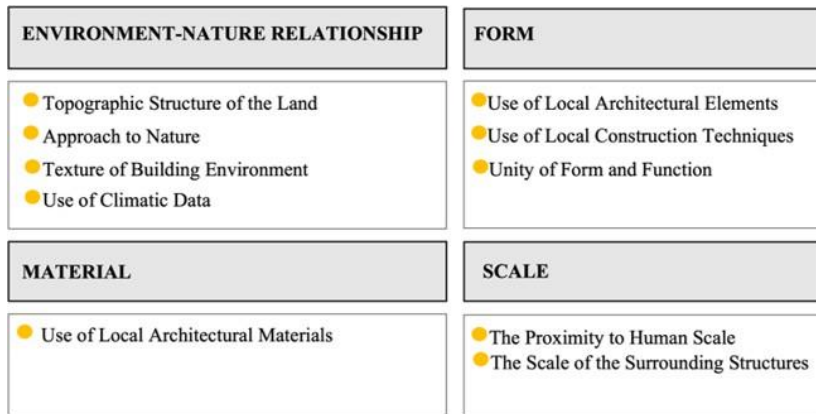 ENVIRONMENT-NATURE RELATIONSHIP
Topographic Structure of the Land
Approach to Nature
Texture of Building Environment
Use of Climatic Data
FORM
Use of Local Architectural Elements
Use of Local Construction Techniques
Unity of Form and Function
MATERIAL
Use of Local Architectural Materials
SCALE
The Proximity to Human Scale
The Scale of the Surrounding Structures